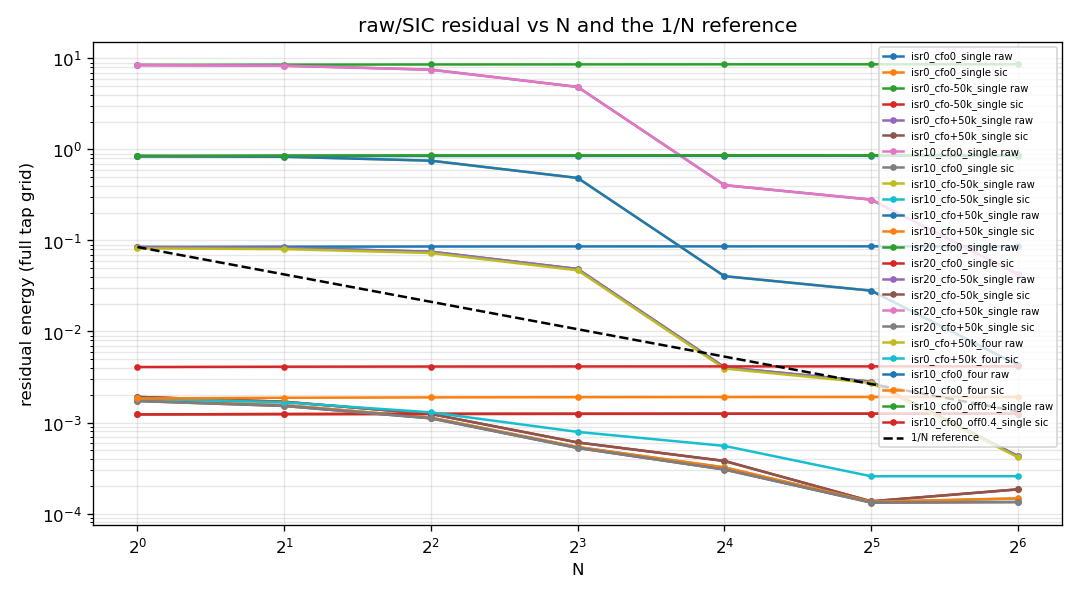 raw/SIC residual vs N and the 1/N reference
residual energy (full tap grid)
10¹
10⁰
10⁻¹
10⁻²
10⁻³
10⁻⁴
isr0_cfo0_single raw
isr0_cfo0_single sic
isr0_cfo-50k_single raw
isr0_cfo-50k_single sic
isr0_cfo+50k_single raw
isr0_cfo+50k_single sic
isr10_cfo0_single raw
isr10_cfo0_single sic
isr10_cfo-50k_single raw
isr10_cfo-50k_single sic
isr10_cfo+50k_single raw
isr10_cfo+50k_single sic
isr20_cfo0_single raw
isr20_cfo0_single sic
isr20_cfo-50k_single raw
isr20_cfo-50k_single sic
isr20_cfo+50k_single raw
isr20_cfo+50k_single sic
isr0_cfo+50k_four raw
isr0_cfo+50k_four sic
isr10_cfo0_four raw
isr10_cfo0_four sic
isr10_cfo0_off0.4_single raw
isr10_cfo0_off0.4_single sic
1/N reference
2⁰ 2¹ 2² 2³ 2⁴ 2⁵ 2⁶
N